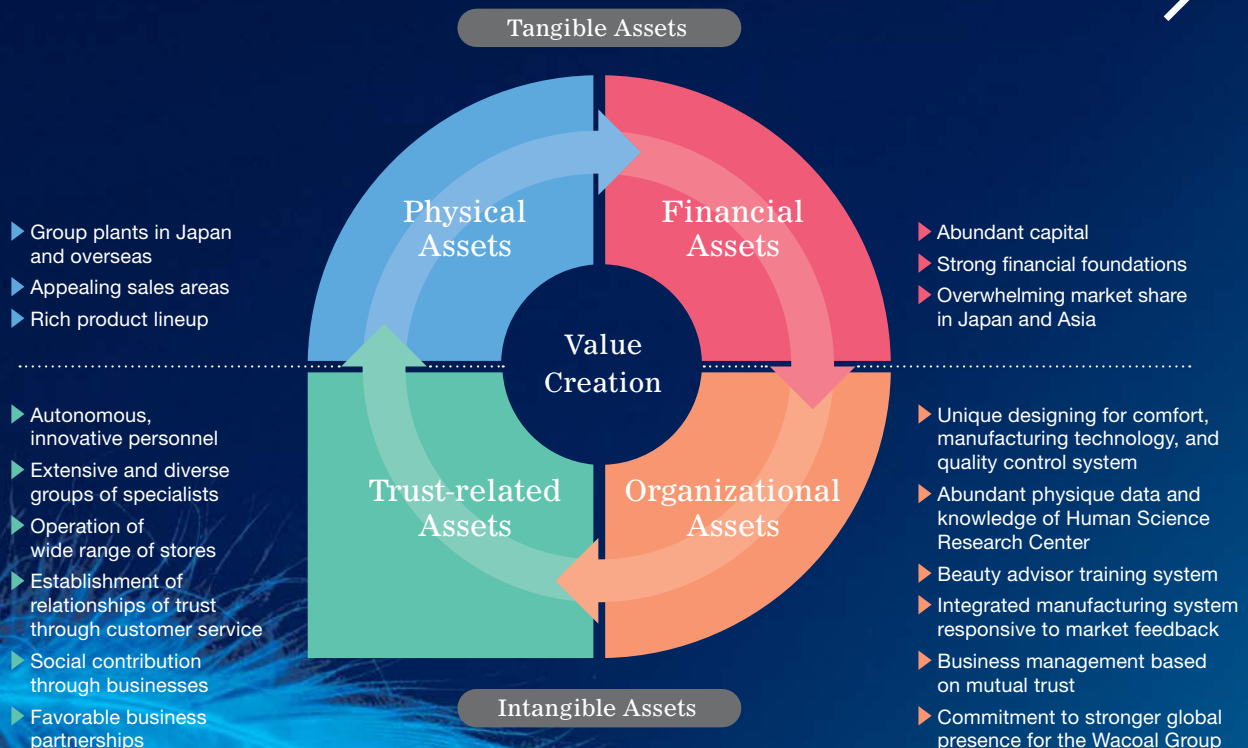 Tangible Assets
Physical
Assets
Financial
Assets
Group plants in Japan
and overseas
Appealing sales areas
Rich product lineup
Abundant capital
Strong financial foundations
Overwhelming market share
in Japan and Asia
Value
Creation
Trust-related
Assets
Organizational
Assets
Autonomous,
innovative personnel
Extensive and diverse
groups of specialists
Operation of
wide range of stores
Establishment of
relationships of trust
through customer service
Social contribution
through businesses
Favorable business
partnerships
Unique designing for comfort,
manufacturing technology, and
quality control system
Abundant physique data and
knowledge of Human Science
Research Center
Beauty advisor training system
Integrated manufacturing system
responsive to market feedback
Business management based
on mutual trust
Commitment to stronger global
presence for the Wacoal Group
Intangible Assets